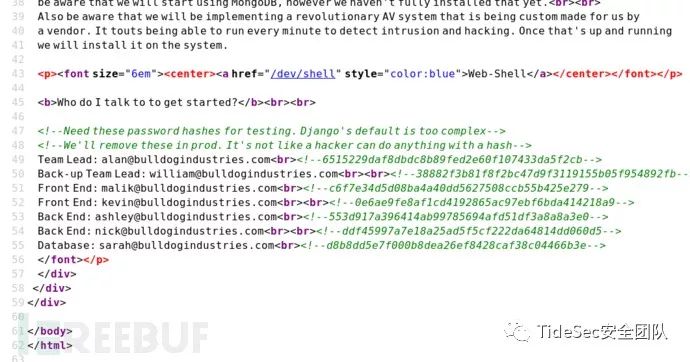 38 be aware that we will start using MongoDB, however we haven't fully installed that yet.<br><br>
39 Also be aware that we will be implementing a revolutionary AV system that is being custom made for us by
40 a vendor. It touts being able to run every minute to detect intrusion and hacking. Once that's up and running
41 we will install it on the system.
42
43 <p><font size="6em"><center><a href="/dev/shell" style="color:blue">Web-Shell</a></center></font></p>
44
45 <b>Who do I talk to to get started?</b><br><br>
46
47 <!--Need these password hashes for testing. Django's default is too complex-->
48 <!--We'll remove these in prod. It's not like a hacker can do anything with a hash-->
49 Team Lead: alan@bulldogindustries.com<br><!--6515229daf8dbdc8b89fed2e60f107433da5f2cb-->
50 Back-up Team Lead: william@bulldogindustries.com<br><br><!--38882f3b81f8f2bc47d9f3119155b05f954892fb--
51 Front End: malik@bulldogindustries.com<br><!--c6f7e34d5d08ba4a40dd5627508ccb55b425e279-->
52 Front End: kevin@bulldogindustries.com<br><br><!--0e6ae9fe8af1cd4192865ac97ebf6bda414218a9-->
53 Back End: ashley@bulldogindustries.com<br><!--553d917a396414ab99785694afd51df3a8a8a3e0-->
54 Back End: nick@bulldogindustries.com<br><br><!--ddf45997a7e18a25ad5f5cf222da64814dd060d5-->
55 Database: sarah@bulldogindustries.com<br><!--d8b8dd5e7f000b8dea26ef8428caf38c04466b3e-->
56 </font></p>
57 </div>
58 </div>
59 </div>
60
61 </body>
62 </html>
63
REEBUF
TideSec安全团队